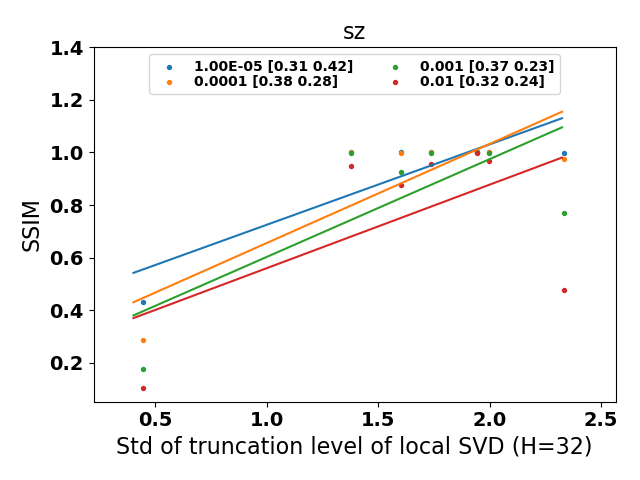 sz
1.00E-05 [0.31 0.42]
0.0001 [0.38 0.28]
0.001 [0.37 0.23]
0.01 [0.32 0.24]
SSIM
1.4
1.2
1.0
0.8
0.6
0.4
0.2
0.5 1.0 1.5 2.0 2.5
Std of truncation level of local SVD (H=32)